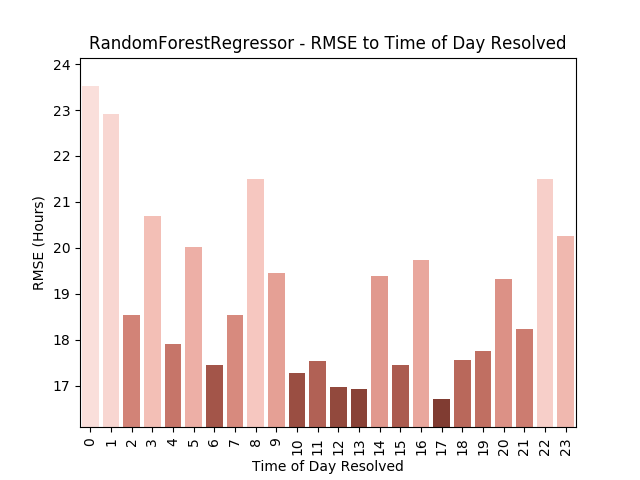 RandomForestRegressor - RMSE to Time of Day Resolved
24
23
22
21
20
19
18
17
RMSE (Hours)
0 1 2 3 4 5 6 7 8 9 10 11 12 13 14 15 16 17 18 19 20 21 22 23
Time of Day Resolved